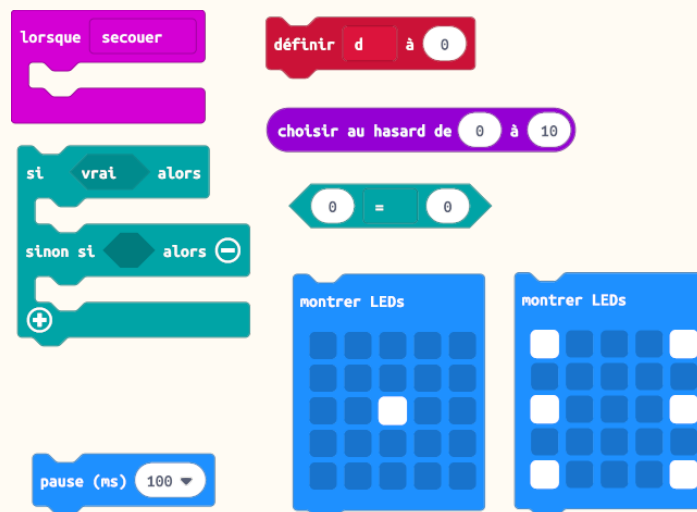 lorsque secouer
définir d à 0
choisir au hasard de 0 à 10
si vrai alors
0 = 0
sinon si alors
montrer LEDs
montrer LEDs
pause (ms) 100